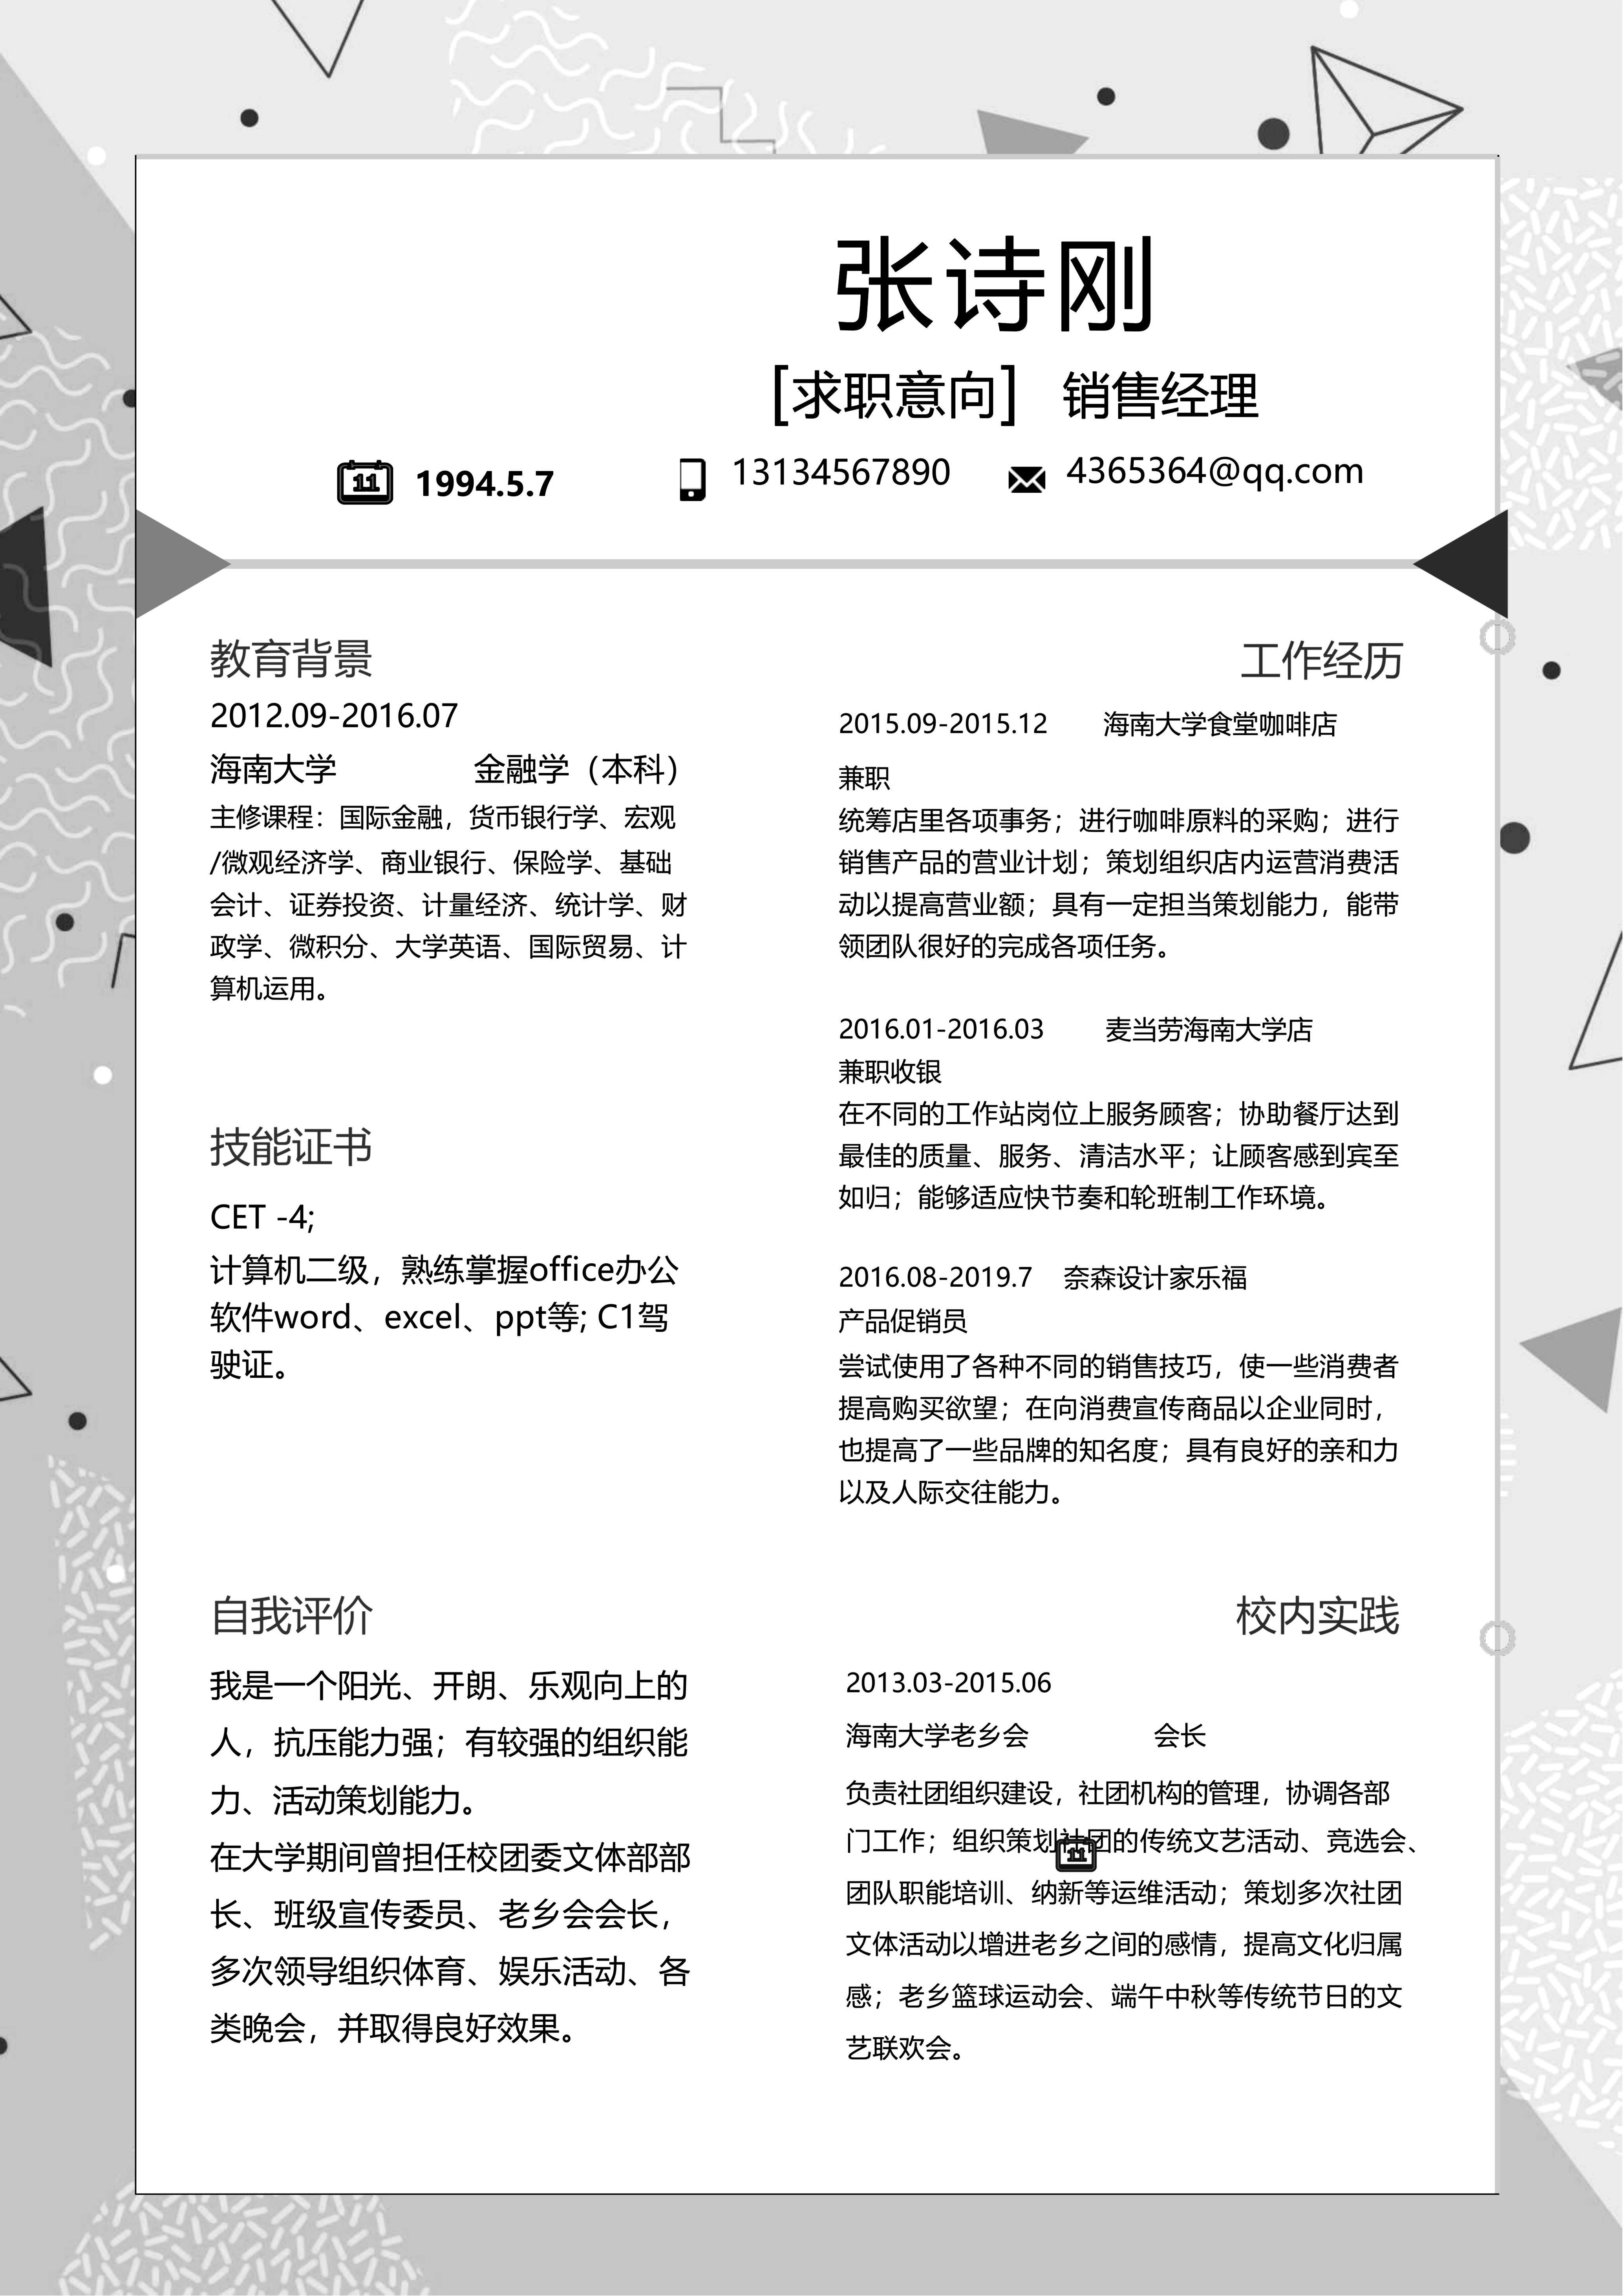 张诗刚
[求职意向] 销售经理
11 1994.5.7 13134567890 4365364@qq.com
教育背景
2012.09-2016.07
海南大学 金融学（本科）
主修课程：国际金融，货币银行学、宏观
/微观经济学、商业银行、保险学、基础
会计、证券投资、计量经济、统计学、财
政学、微积分、大学英语、国际贸易、计
算机运用。
技能证书
CET -4;
计算机二级，熟练掌握office办公
软件word、excel、ppt等; C1驾
驶证。
自我评价
我是一个阳光、开朗、乐观向上的
人，抗压能力强；有较强的组织能
力、活动策划能力。
在大学期间曾担任校团委文体部部
长、班级宣传委员、老乡会会长，
多次领导组织体育、娱乐活动、各
类晚会，并取得良好效果。
工作经历
2015.09-2015.12 海南大学食堂咖啡店
兼职
统筹店里各项事务；进行咖啡原料的采购；进行
销售产品的营业计划；策划组织店内运营消费活
动以提高营业额；具有一定担当策划能力，能带
领团队很好的完成各项任务。
2016.01-2016.03 麦当劳海南大学店
兼职收银
在不同的工作站岗位上服务顾客；协助餐厅达到
最佳的质量、服务、清洁水平；让顾客感到宾至
如归；能够适应快节奏和轮班制工作环境。
2016.08-2019.7 奈森设计家乐福
产品促销员
尝试使用了各种不同的销售技巧，使一些消费者
提高购买欲望；在向消费宣传商品以企业同时，
也提高了一些品牌的知名度；具有良好的亲和力
以及人际交往能力。
校内实践
2013.03-2015.06
海南大学老乡会 会长
负责社团组织建设，社团机构的管理，协调各部
门工作；组织策划社团的传统文艺活动、竞选会、
11
团队职能培训、纳新等运维活动；策划多次社团
文体活动以增进老乡之间的感情，提高文化归属
感；老乡篮球运动会、端午中秋等传统节日的文
艺联欢会。